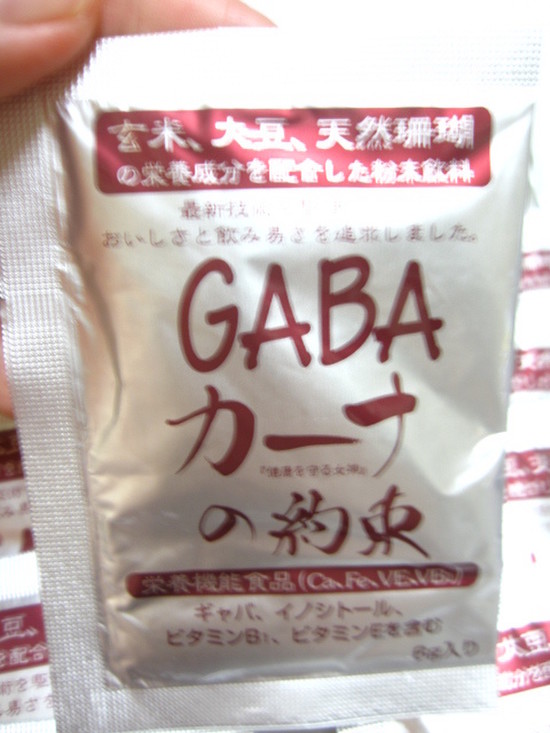 玄米、大豆、天然珊瑚
の栄養成分を配合した粉末飲料
最新技
おいしさと飲み易さを追求しました。
GABA
カーナ
"健康を守る女神"
の約束
栄養機能食品(Ca、Fe、VE、VB₁)
ギャバ、イノシトール、
ビタミンB₁、ビタミンEを含む
6g入り